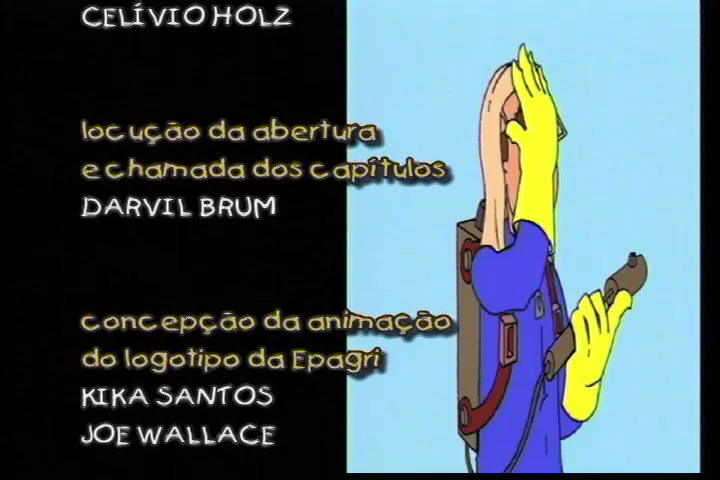 CELÍVIO HOLZ
locução da abertura
e chamada dos capítulos
DARVIL BRUM
concepção da animação
do logotipo da Epagri
KIKA SANTOS
JOE WALLACE